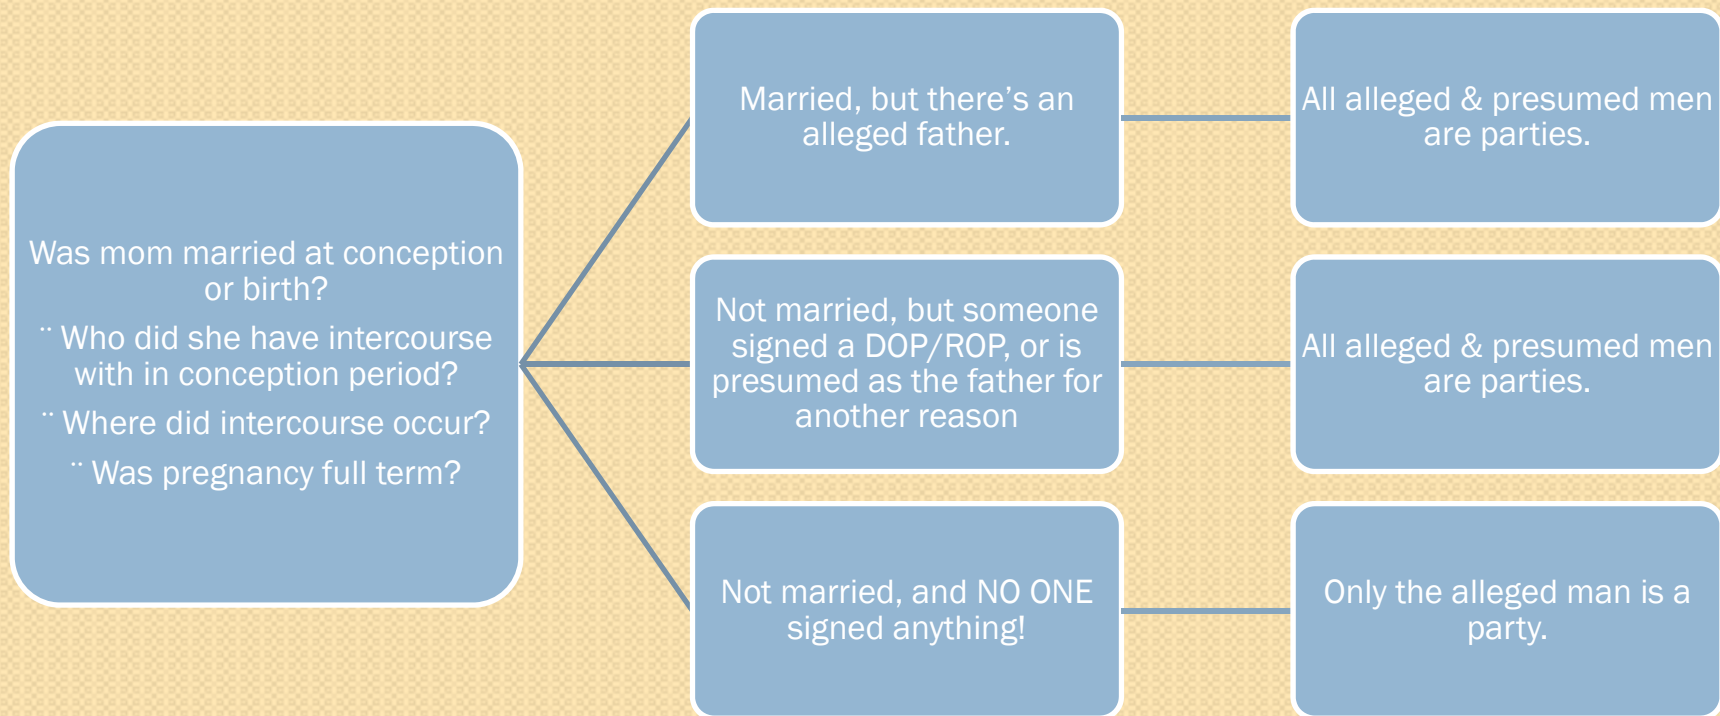 Was mom married at conception
or birth?
¨ Who did she have intercourse
with in conception period?
¨ Where did intercourse occur?
¨ Was pregnancy full term?
Married, but there’s an
alleged father.
All alleged & presumed men
are parties.
Not married, but someone
signed a DOP/ROP, or is
presumed as the father for
another reason
All alleged & presumed men
are parties.
Not married, and NO ONE
signed anything!
Only the alleged man is a
party.